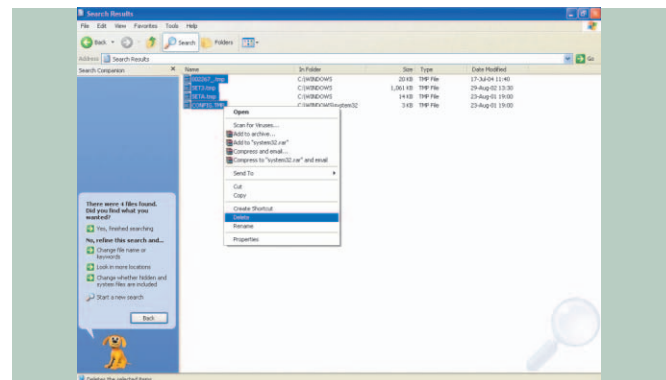 Search Results
File Edit View Favorites Tools Help
Back Search Folders
Address Search Results Go
Search Companion Name In Folder Size Type Date Modified
C:\WINDOWS 20 KB TMP File 17-Jul-04 11:40
SET3.tmp C:\WINDOWS 1,061 KB TMP File 29-Aug-02 13:30
SET4.tmp C:\WINDOWS 14 KB TMP File 23-Aug-01 19:00
CONFIG.TMP C:\WINDOWS\system32 3 KB TMP File 23-Aug-01 19:00
Open
Scan for Viruses...
Add to archive...
Add to "system32.rar"
Compress and email...
Compress to "system32.rar" and email
Send To
Cut
Copy
Create Shortcut
Delete
Rename
Properties
There were 4 files found.
Did you find what you
wanted?
Yes, finished searching
No, refine this search and...
Change file name or
keywords
Look in more locations
Change whether hidden and
system files are included
Start a new search
Back
Deletes the selected items.